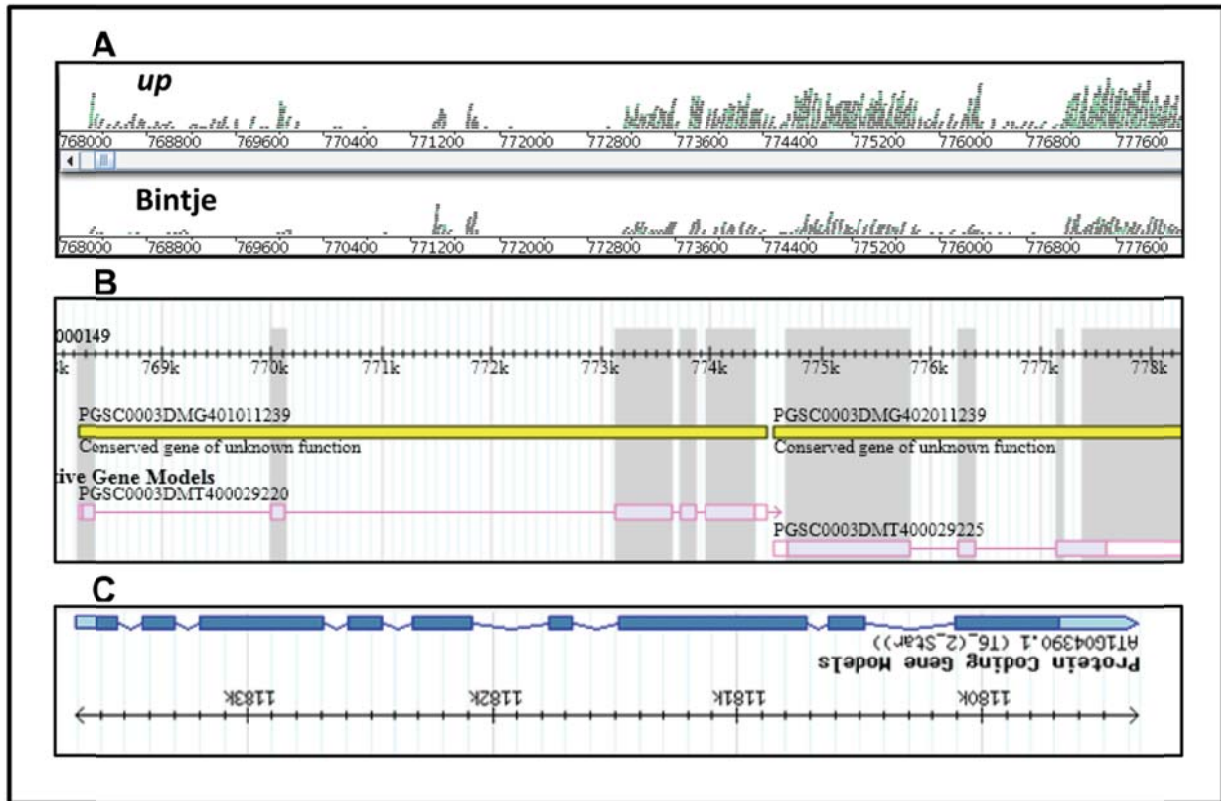 A
up
768000 768800 769600 770400 771200 772000 772800 773600 774400 775200 776000 776800 777600
Bintje
768000 768800 769600 770400 771200 772000 772800 773600 774400 775200 776000 776800 777600
B
000149
769k 770k 771k 772k 773k 774k 775k 776k 777k 778k
PGSC0003DMG401011239 PGSC0003DMG402011239
Conserved gene of unknown function Conserved gene of unknown function
tive Gene Models
PGSC0003DMT400029220
PGSC0003DMT400029225
C
AT1G04390.1 (T6_(2_Star))
Protein Coding Gene Models
1183k 1182k 1181k 1180k